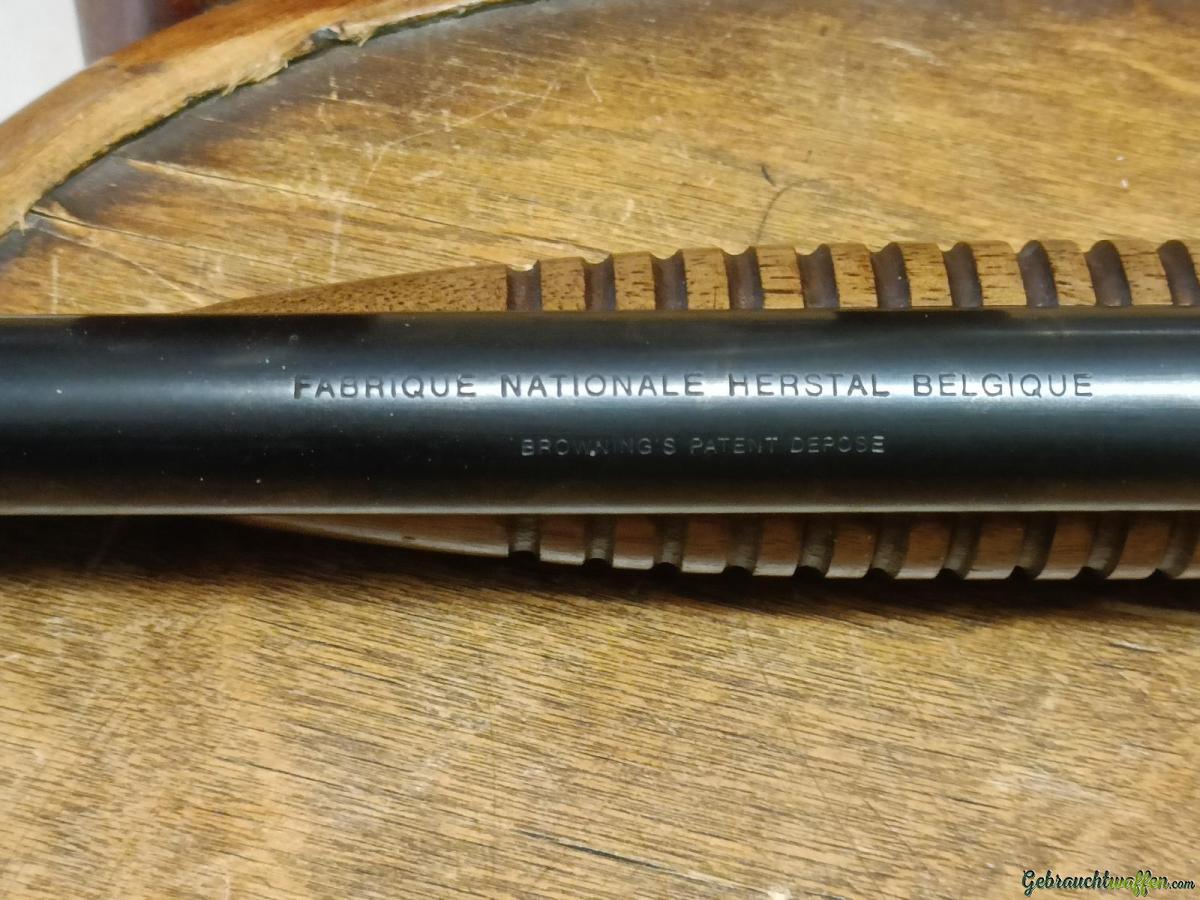 FABRIQUE NATIONALE HERSTAL BELGIQUE
BROWNING'S PATENT DEPOSE
Gebrauchtwaffen.com